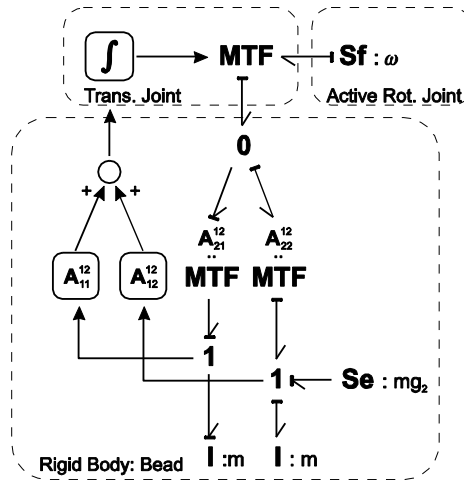 ∫ MTF Sf : ω
Trans. Joint Active Rot. Joint
0
+ +
A¹²₂₁ A¹²₂₂
: :
A¹²₁₁ A¹²₁₂ MTF MTF
1
1 Se : mg₂
I :m I : m
Rigid Body: Bead